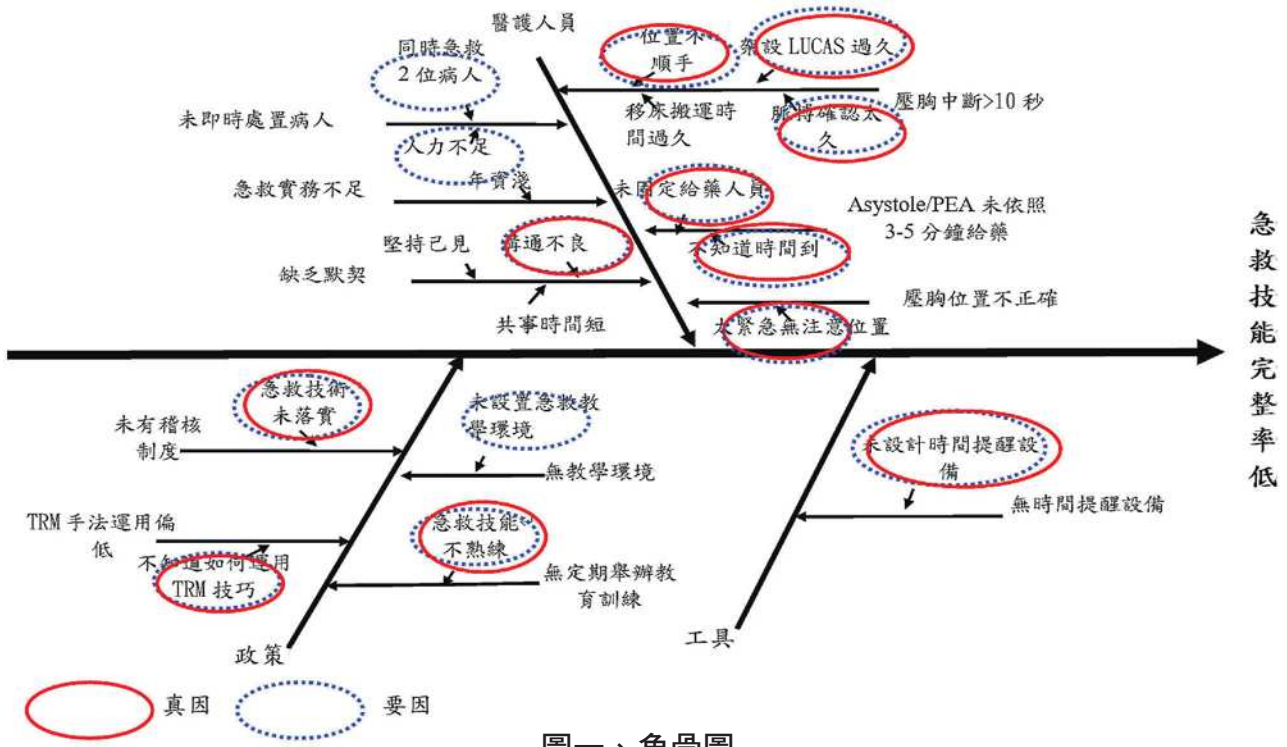 醫護人員
同時急救
2 位病人
位置不
順手
架設 LUCAS 過久
未即時處置病人
移床搬運時
間過久
脈搏確認太
久
壓胸中斷>10 秒
人力不足
急救實務不足
年資淺
未固定給藥人員
Asystole/PEA 未依照
3-5 分鐘給藥
堅持己見
溝通不良
不知道時間到
缺乏默契
共事時間短
壓胸位置不正確
太緊急無注意位置
急救技能完整率低
急救技術
未落實
未有稽核
制度
未設置急救教
學環境
無教學環境
未設計時間提醒設
備
無時間提醒設備
TRM 手法運用偏
低
不知道如何運用
TRM 技巧
急救技能
不熟練
無定期舉辦教
育訓練
政策
工具
真因
要因
圖一、魚骨圖